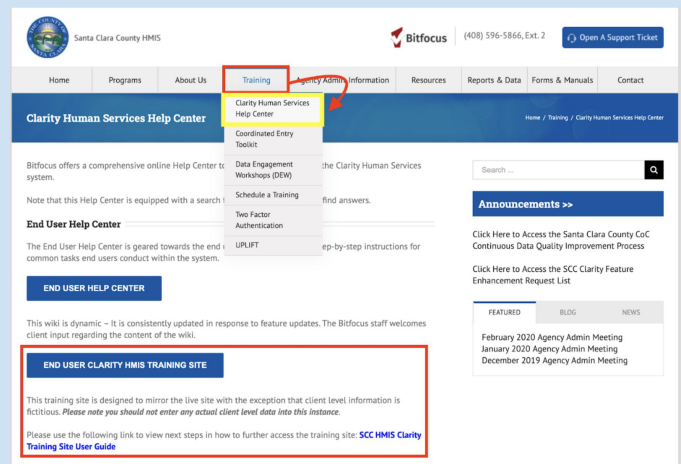 THE COUNTY OF
SANTA CLARA
Santa Clara County HMIS
Bitfocus
(408) 596-5866, Ext. 2
Open A Support Ticket
Home
Programs
About Us
Training
Agency Admin Information
Resources
Reports & Data
Forms & Manuals
Contact
Clarity Human Services Help Center
Home / Training / Clarity Human Services Help Center
Clarity Human Services
Help Center
Coordinated Entry
Toolkit
Data Engagement
Workshops (DEW)
Schedule a Training
Two Factor
Authentication
UPLIFT
Bitfocus offers a comprehensive online Help Center to the Clarity Human Services
system.
Note that this Help Center is equipped with a search find answers.
End User Help Center
The End User Help Center is geared towards the end ep-by-step instructions for
common tasks end users conduct within the system.
END USER HELP CENTER
This wiki is dynamic – It is consistently updated in response to feature updates. The Bitfocus staff welcomes
client input regarding the content of the wiki.
END USER CLARITY HMIS TRAINING SITE
This training site is designed to mirror the live site with the exception that client level information is
fictitious. Please note you should not enter any actual client level data into this instance.
Please use the following link to view next steps in how to further access the training site: SCC HMIS Clarity
Training Site User Guide
Search ...
Announcements >>
Click Here to Access the Santa Clara County CoC
Continuous Data Quality Improvement Process
Click Here to Access the SCC Clarity Feature
Enhancement Request List
FEATURED
BLOG
NEWS
February 2020 Agency Admin Meeting
January 2020 Agency Admin Meeting
December 2019 Agency Admin Meeting